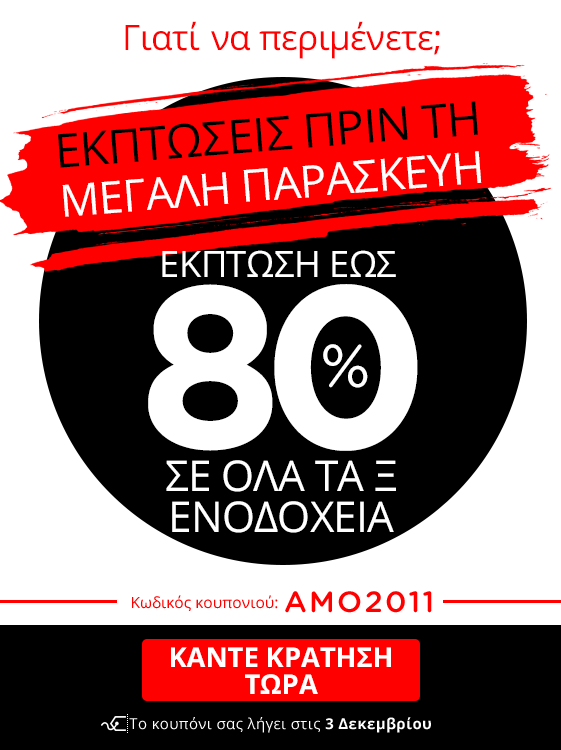 Γιατί να περιμένετε;
ΕΚΠΤΩΣΕΙΣ ΠΡΙΝ ΤΗ
ΜΕΓΑΛΗ ΠΑΡΑΣΚΕΥΗ
ΕΚΠΤΩΣΗ ΕΩΣ
80%
ΣΕ ΟΛΑ ΤΑ Ξ
ΕΝΟΔΟΧΕΙΑ
Κωδικός κουπονιού: AMO2011
ΚΑΝΤΕ ΚΡΑΤΗΣΗ
ΤΩΡΑ
Το κουπόνι σας λήγει στις 3 Δεκεμβρίου